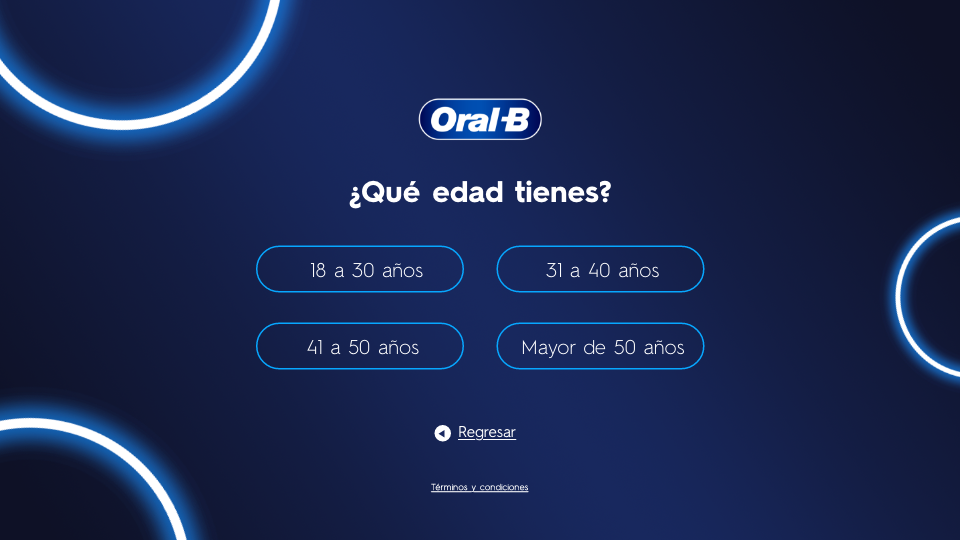 Oral-B
¿Qué edad tienes?
18 a 30 años
31 a 40 años
41 a 50 años
Mayor de 50 años
Regresar
Términos y condiciones